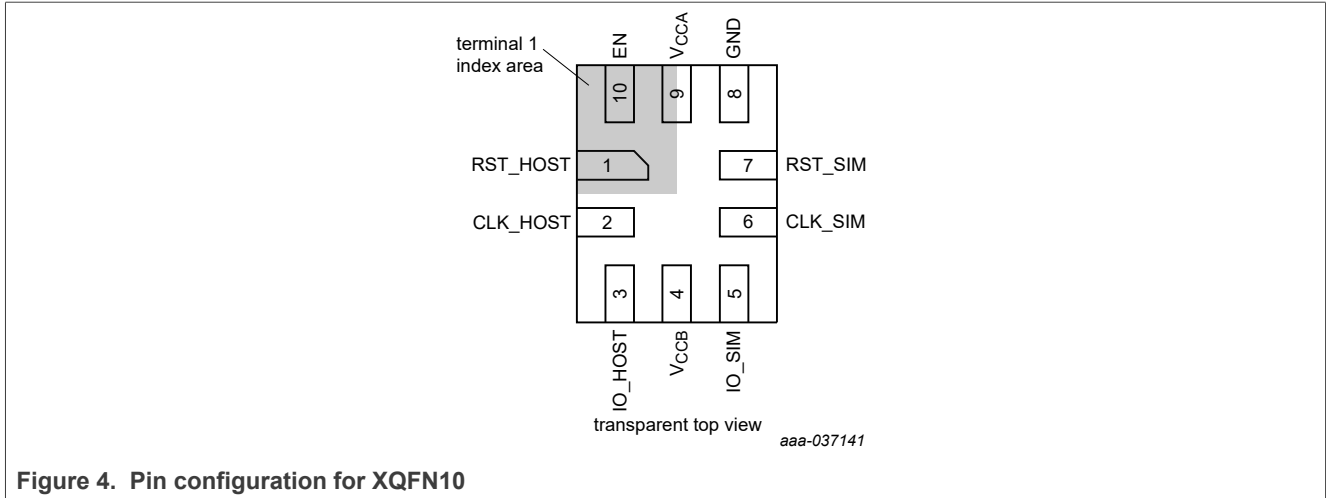 terminal 1
index area
EN
VCCA
GND
10
9
8
RST_HOST
1
7
RST_SIM
CLK_HOST
2
6
CLK_SIM
3
4
5
IO_HOST
VCCB
IO_SIM
transparent top view
aaa-037141
Figure 4. Pin configuration for XQFN10